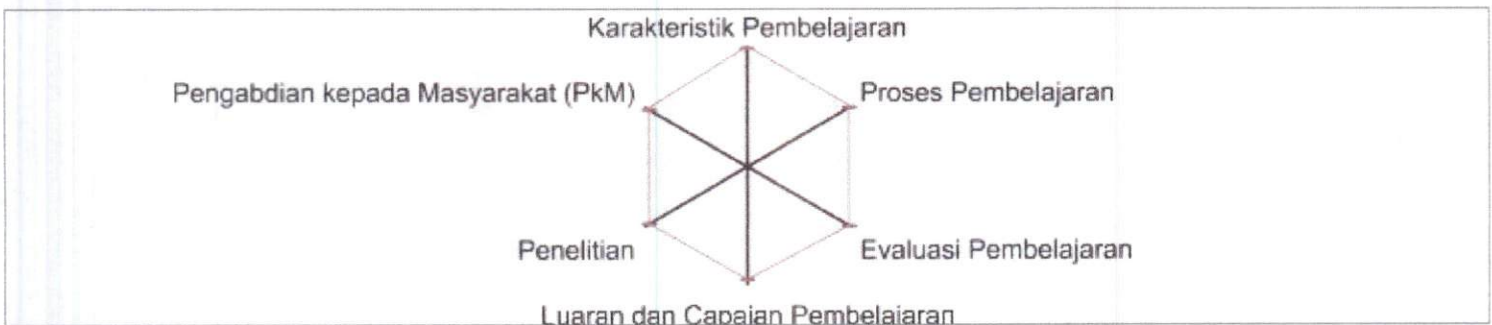 Karakteristik Pembelajaran
Pengabdian kepada Masyarakat (PkM)
Proses Pembelajaran
Penelitian
Evaluasi Pembelajaran
Luaran dan Capaian Pembelajaran